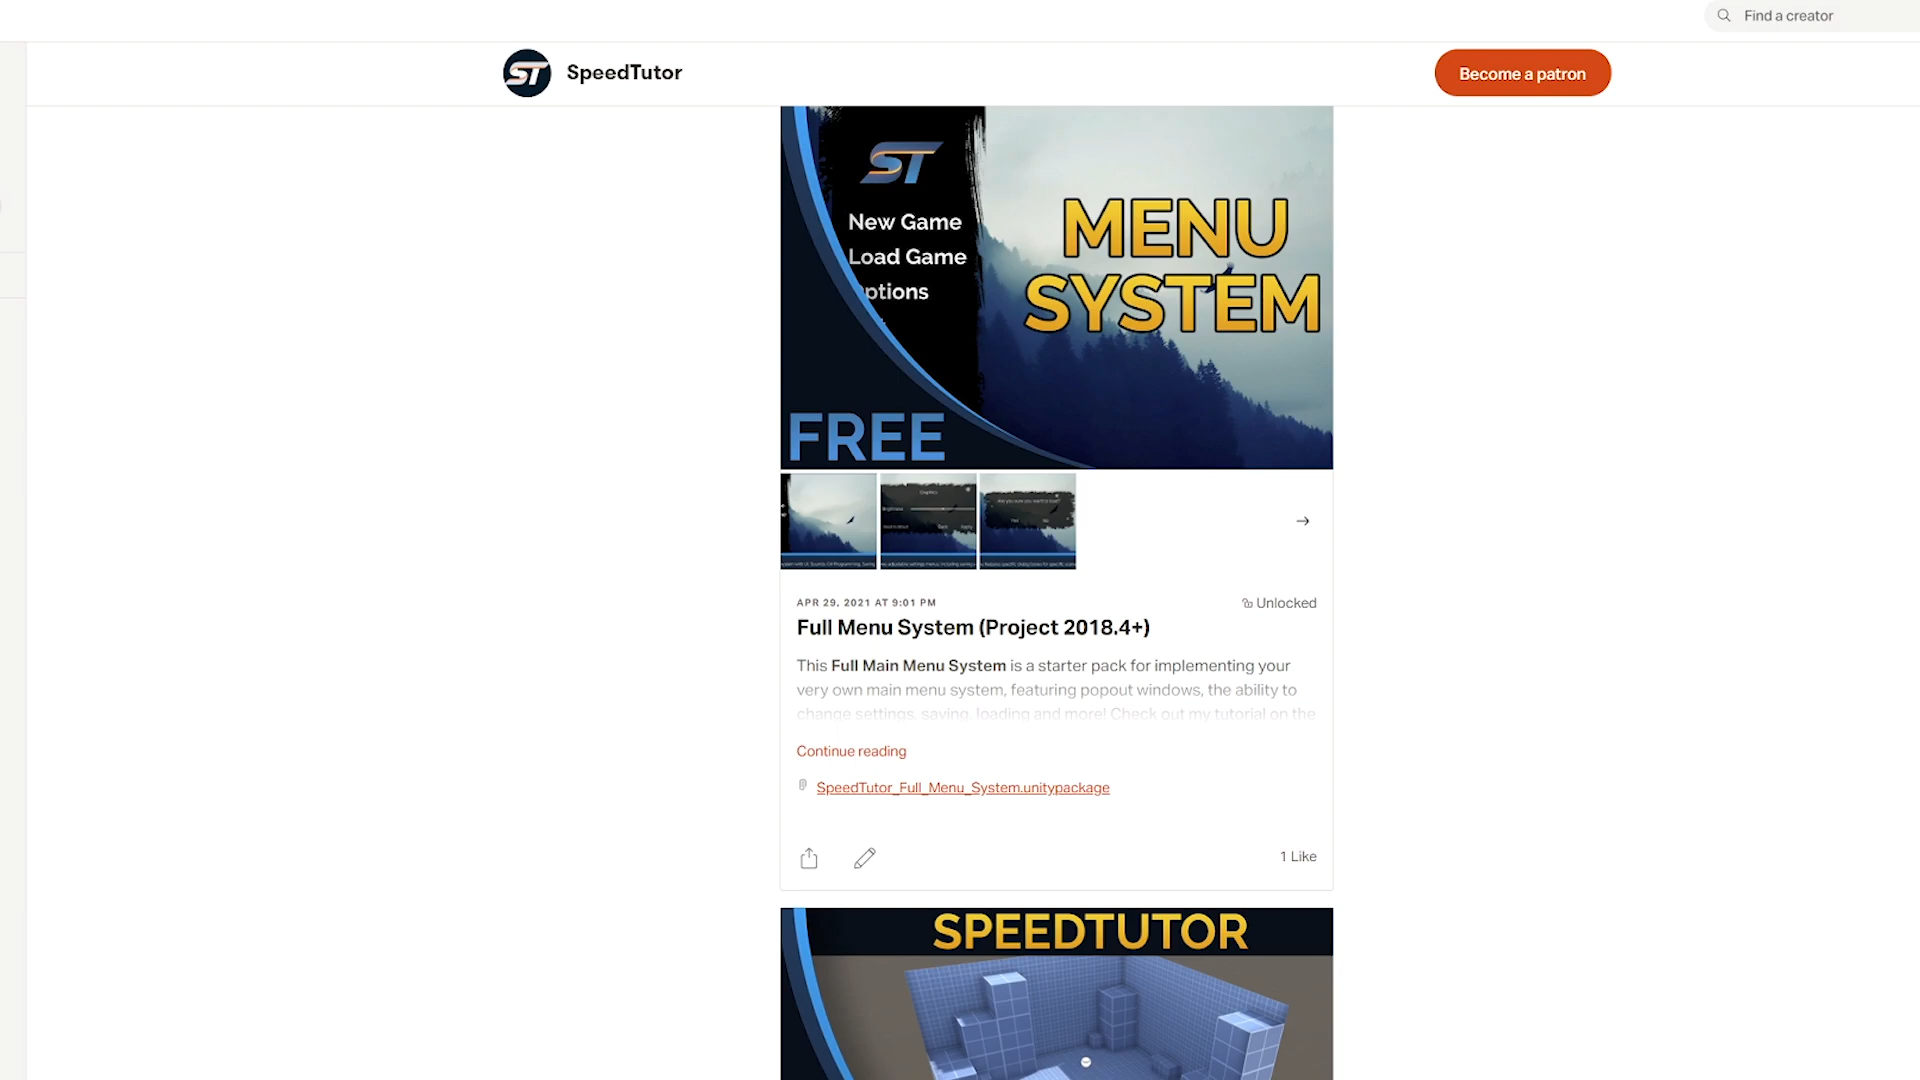 Find a creator
ST SpeedTutor
Become a patron
ST
New Game
Load Game
ptions
MENU
SYSTEM
FREE
APR 29, 2021 AT 9:01 PM
Unlocked
Full Menu System (Project 2018.4+)
This Full Main Menu System is a starter pack for implementing your
very own main menu system, featuring popout windows, the ability to
change settings, saving, loading and more! Check out my tutorial on the
Continue reading
SpeedTutor_Full_Menu_System.unitypackage
1 Like
SPEEDTUTOR